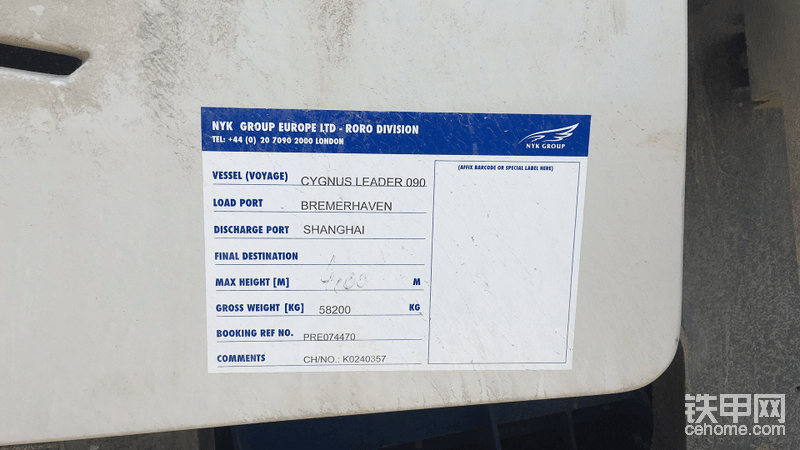 NYK GROUP EUROPE LTD - RORO DIVISION
TEL: +44 (0) 20 7090 2000 LONDON
NYK GROUP
(AFFIX BARCODE OR SPECIAL LABEL HERE)
VESSEL (VOYAGE) CYGNUS LEADER 090
LOAD PORT BREMERHAVEN
DISCHARGE PORT SHANGHAI
FINAL DESTINATION
MAX HEIGHT [M] M
GROSS WEIGHT [KG] 58200 KG
BOOKING REF NO. PRE074470
COMMENTS CH/NO.: K0240357
铁甲网
cehome.com